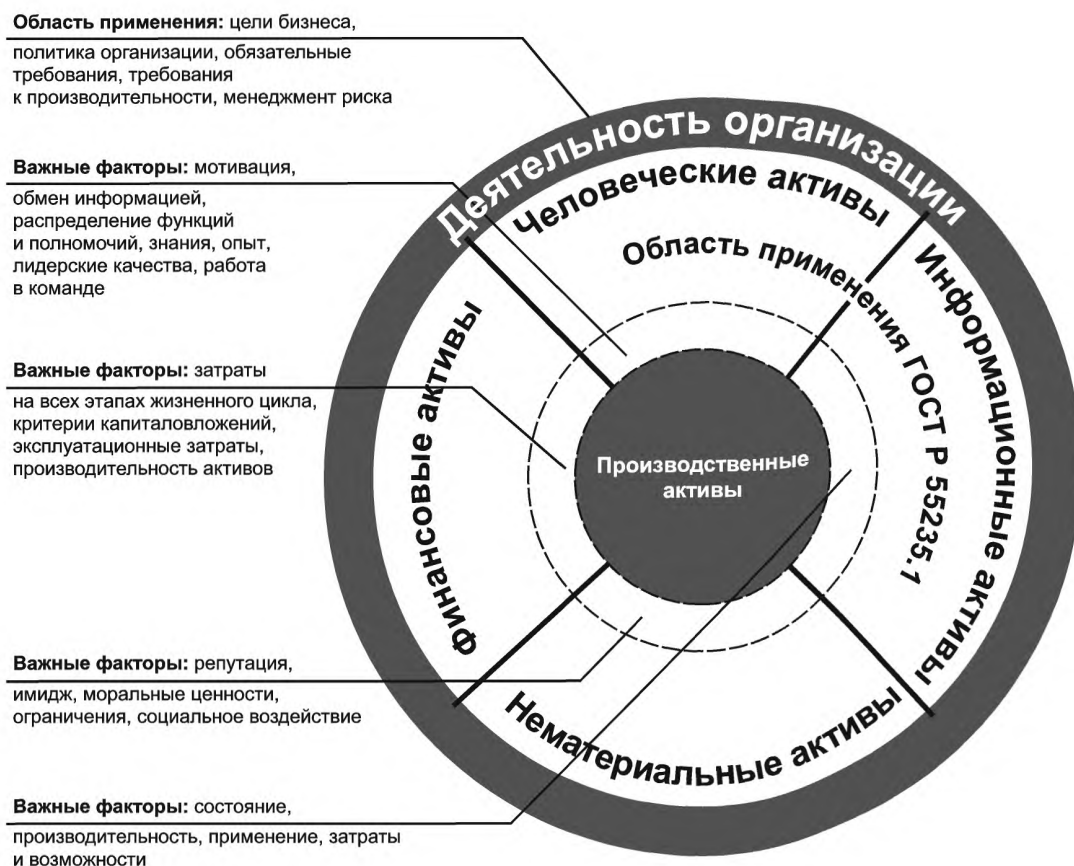 Область применения: цели бизнеса,
политика организации, обязательные
требования, требования
к производительности, менеджмент риска
Важные факторы: мотивация,
обмен информацией,
распределение функций
и полномочий, знания, опыт,
лидерские качества, работа
в команде
Важные факторы: затраты
на всех этапах жизненного цикла,
критерии капиталовложений,
эксплуатационные затраты,
производительность активов
Важные факторы: репутация,
имидж, моральные ценности,
ограничения, социальное воздействие
Важные факторы: состояние,
производительность, применение, затраты
и возможности
Деятельность организации
Человеческие активы
Область применения ГОСТ Р 55235.1
Информационные активы
Финансовые активы
Производственные
активы
Нематериальные активы